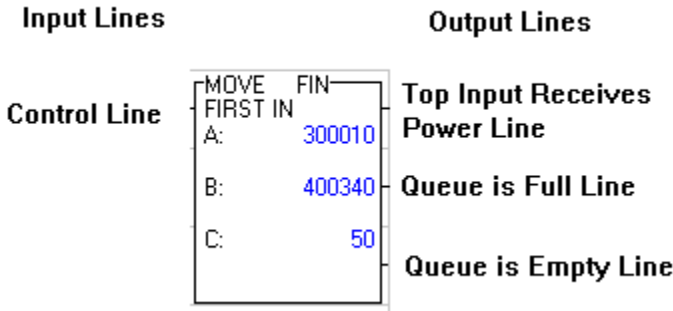 Input Lines
Output Lines
Control Line
MOVE FIN
FIRST IN
A: 300010
B: 400340
C: 50
Top Input Receives
Power Line
Queue is Full Line
Queue is Empty Line